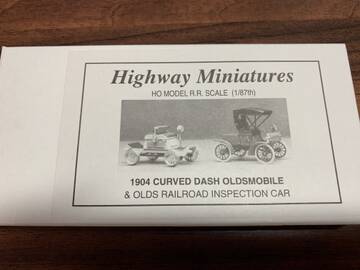 Highway Miniatures
HO MODEL R.R. SCALE (1/87th)
1904 CURVED DASH OLDSMOBILE
& OLDS RAILROAD INSPECTION CAR